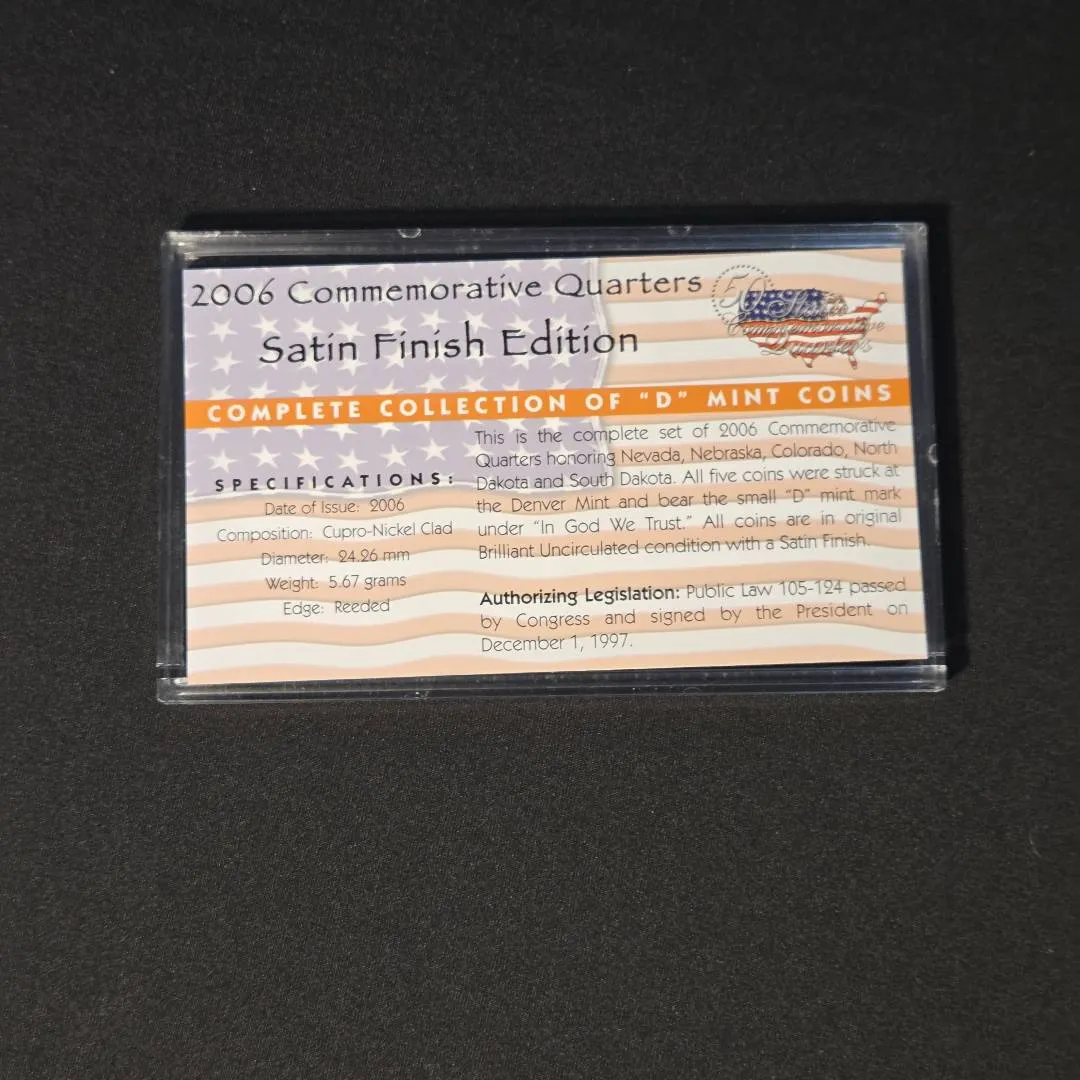 2006 Commemorative Quarters
Satin Finish Edition
50 State
Commemorative
Quarters
COMPLETE COLLECTION OF "D" MINT COINS
SPECIFICATIONS:
Date of Issue: 2006
Composition: Cupro-Nickel Clad
Diameter: 24.26 mm
Weight: 5.67 grams
Edge: Reeded
This is the complete set of 2006 Commemorative
Quarters honoring Nevada, Nebraska, Colorado, North
Dakota and South Dakota. All five coins were struck at
the Denver Mint and bear the small "D" mint mark
under "In God We Trust." All coins are in original
Brilliant Uncirculated condition with a Satin Finish.
Authorizing Legislation: Public Law 105-124 passed
by Congress and signed by the President on
December 1, 1997.